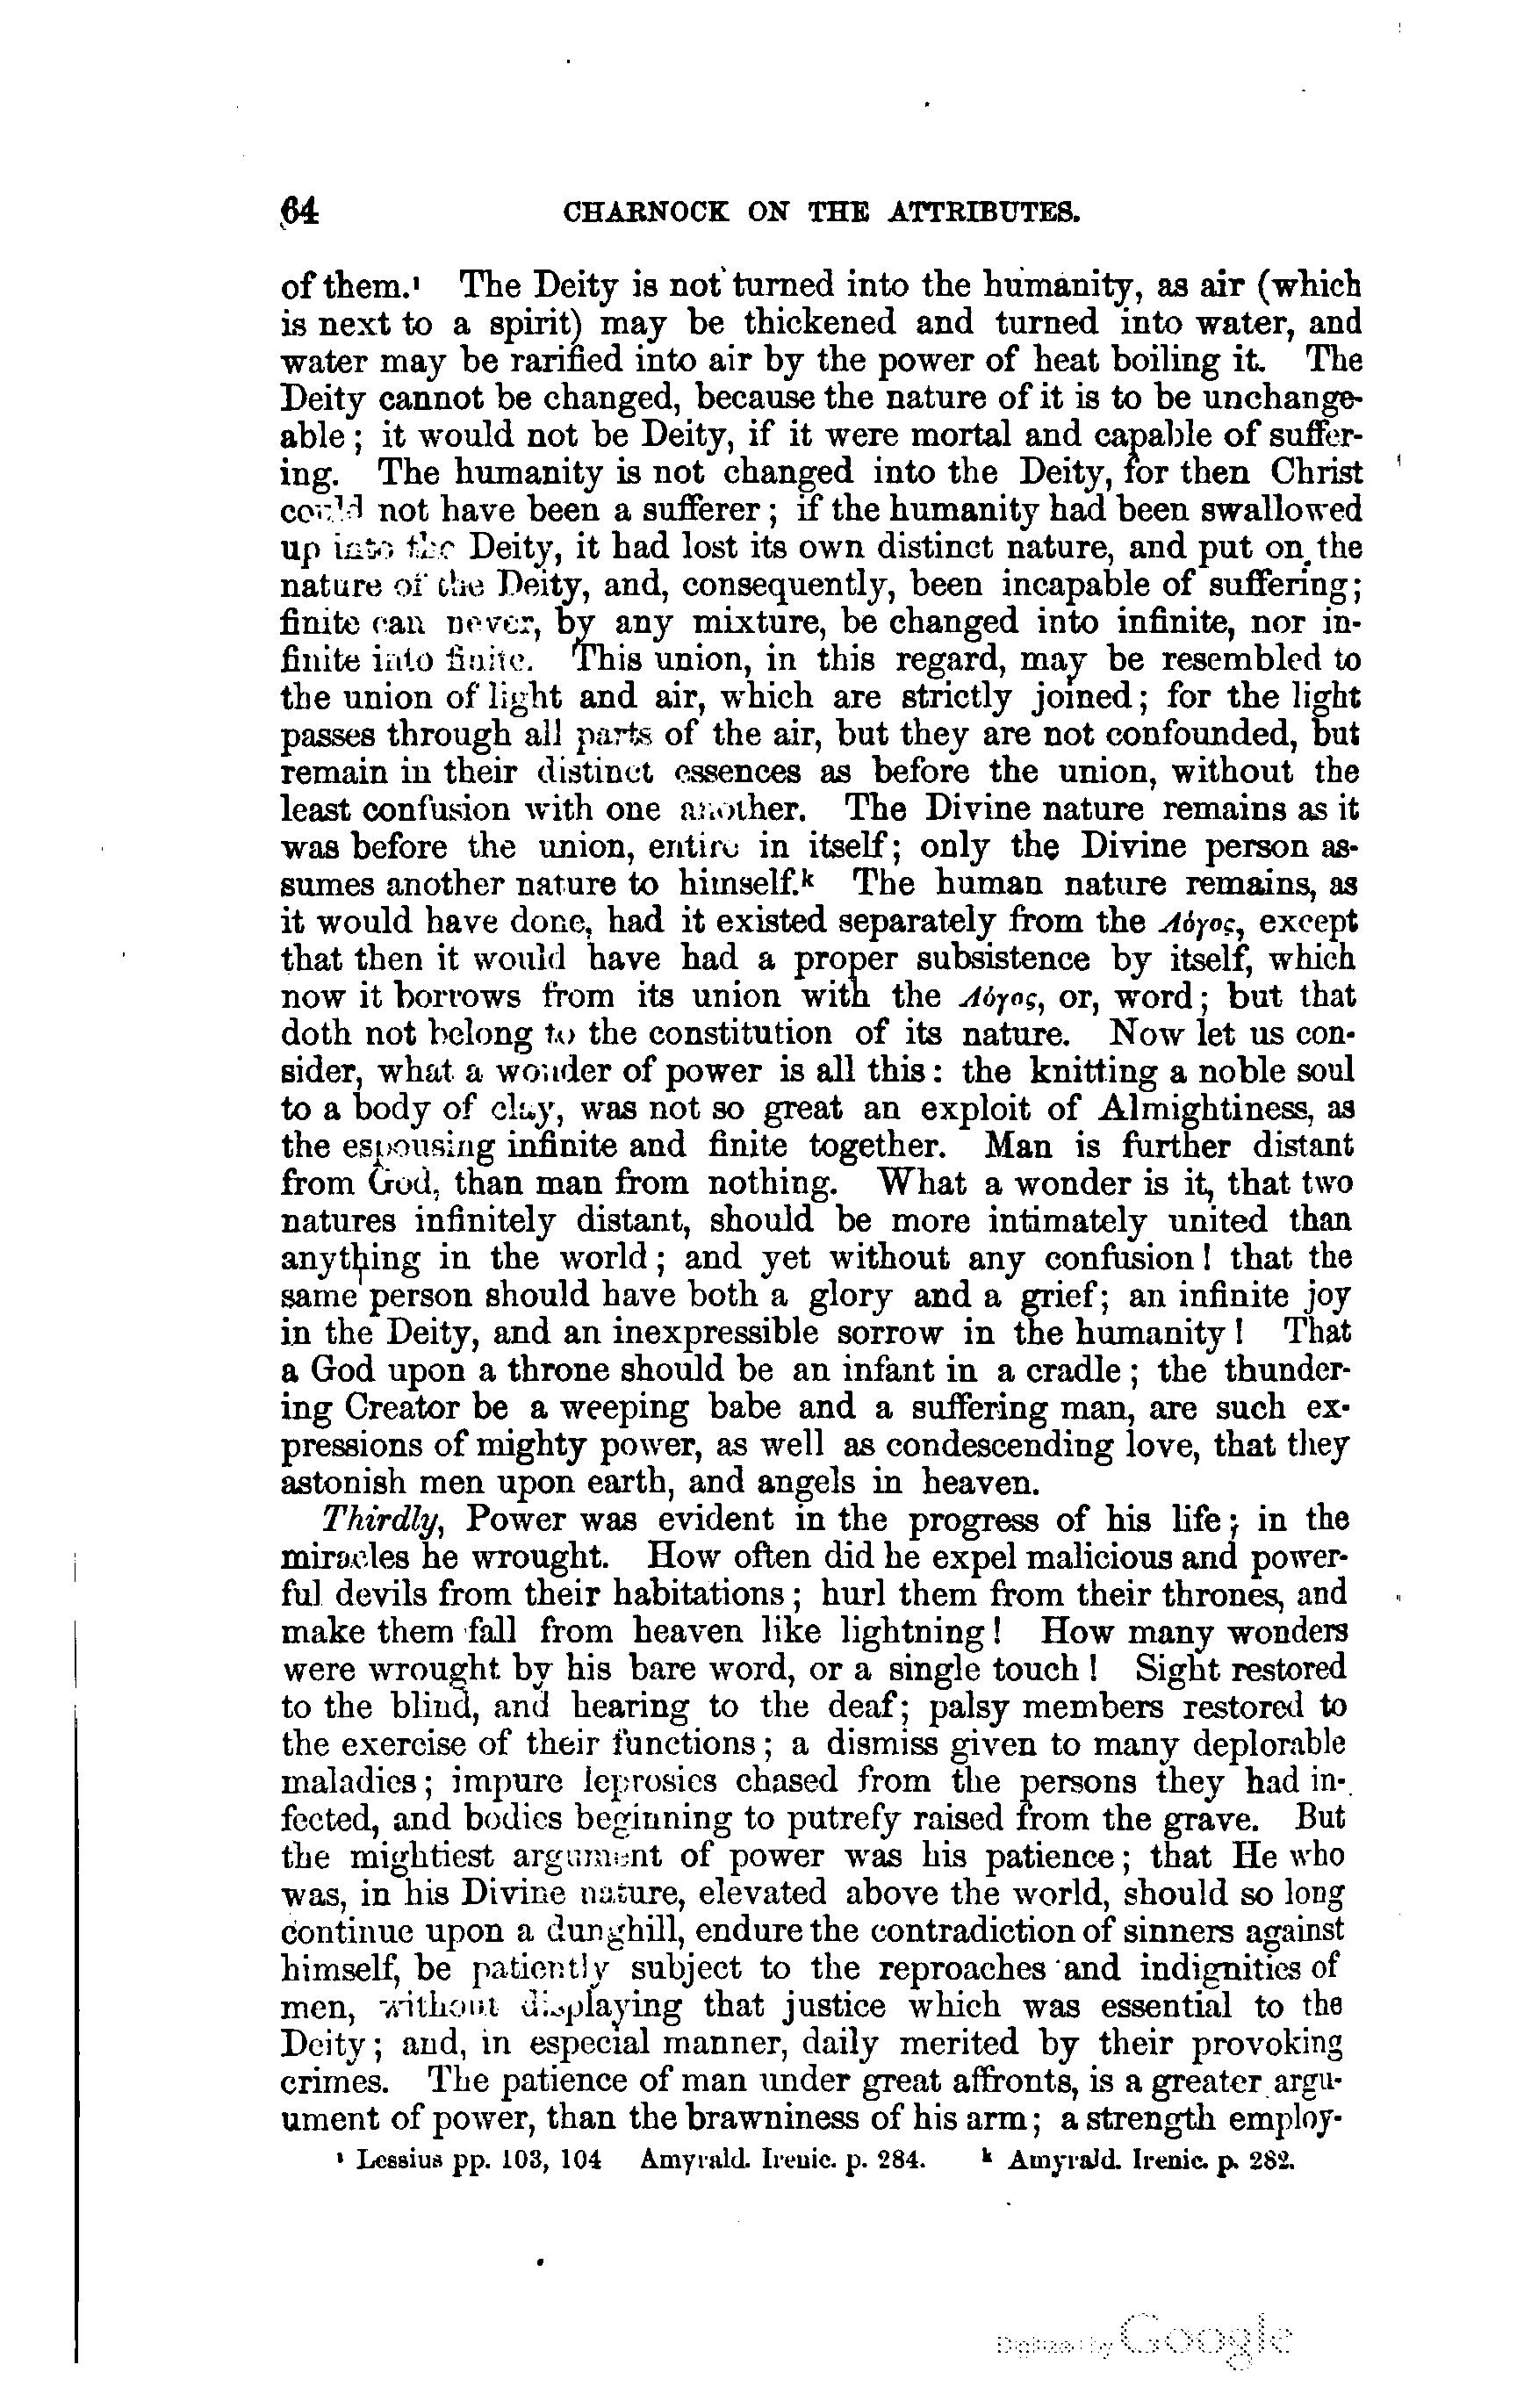 64 CHARNOCK ON THE ATTRIBUTES.
of them.¹ The Deity is not turned into the humanity, as air (which
is next to a spirit) may be thickened and turned into water, and
water may be rarified into air by the power of heat boiling it. The
Deity cannot be changed, because the nature of it is to be unchange-
able; it would not be Deity, if it were mortal and capable of suffer-
ing. The humanity is not changed into the Deity, for then Christ
could not have been a sufferer; if the humanity had been swallowed
up into the Deity, it had lost its own distinct nature, and put on the
nature of the Deity, and, consequently, been incapable of suffering;
finite can never, by any mixture, be changed into infinite, nor in-
finite into finite. This union, in this regard, may be resembled to
the union of light and air, which are strictly joined; for the light
passes through all parts of the air, but they are not confounded, but
remain in their distinct essences as before the union, without the
least confusion with one another. The Divine nature remains as it
was before the union, entire in itself; only the Divine person as-
sumes another nature to himself.ᵏ The human nature remains, as
it would have done, had it existed separately from the Λόγος, except
that then it would have had a proper subsistence by itself, which
now it borrows from its union with the Λόγος, or, word; but that
doth not belong to the constitution of its nature. Now let us con-
sider, what a wonder of power is all this: the knitting a noble soul
to a body of clay, was not so great an exploit of Almightiness, as
the espousing infinite and finite together. Man is further distant
from God, than man from nothing. What a wonder is it, that two
natures infinitely distant, should be more intimately united than
anything in the world; and yet without any confusion! that the
same person should have both a glory and a grief; an infinite joy
in the Deity, and an inexpressible sorrow in the humanity! That
a God upon a throne should be an infant in a cradle; the thunder-
ing Creator be a weeping babe and a suffering man, are such ex-
pressions of mighty power, as well as condescending love, that they
astonish men upon earth, and angels in heaven.
Thirdly, Power was evident in the progress of his life; in the
miracles he wrought. How often did he expel malicious and power-
ful devils from their habitations; hurl them from their thrones, and
make them fall from heaven like lightning! How many wonders
were wrought by his bare word, or a single touch! Sight restored
to the blind, and hearing to the deaf; palsy members restored to
the exercise of their functions; a dismiss given to many deplorable
maladies; impure leprosies chased from the persons they had in-
fected, and bodies beginning to putrefy raised from the grave. But
the mightiest argument of power was his patience; that He who
was, in his Divine nature, elevated above the world, should so long
continue upon a dunghill, endure the contradiction of sinners against
himself, be patiently subject to the reproaches and indignities of
men, without displaying that justice which was essential to the
Deity; and, in especial manner, daily merited by their provoking
crimes. The patience of man under great affronts, is a greater argu-
ument of power, than the brawniness of his arm; a strength employ-
¹ Lessius pp. 103, 104 Amyrald. Irenic. p. 284. ᵏ Amyrald. Irenic. p. 282.
Digitized by Google